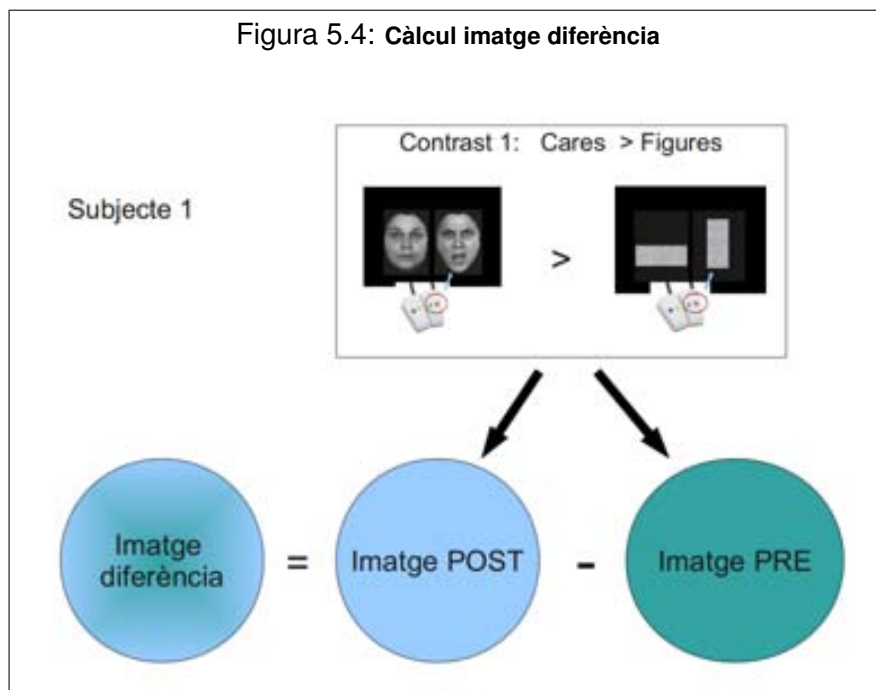 Figura 5.4: Càlcul imatge diferència
Contrast 1: Cares > Figures
Subjecte 1
>
Imatge
diferència
=
Imatge POST
-
Imatge PRE